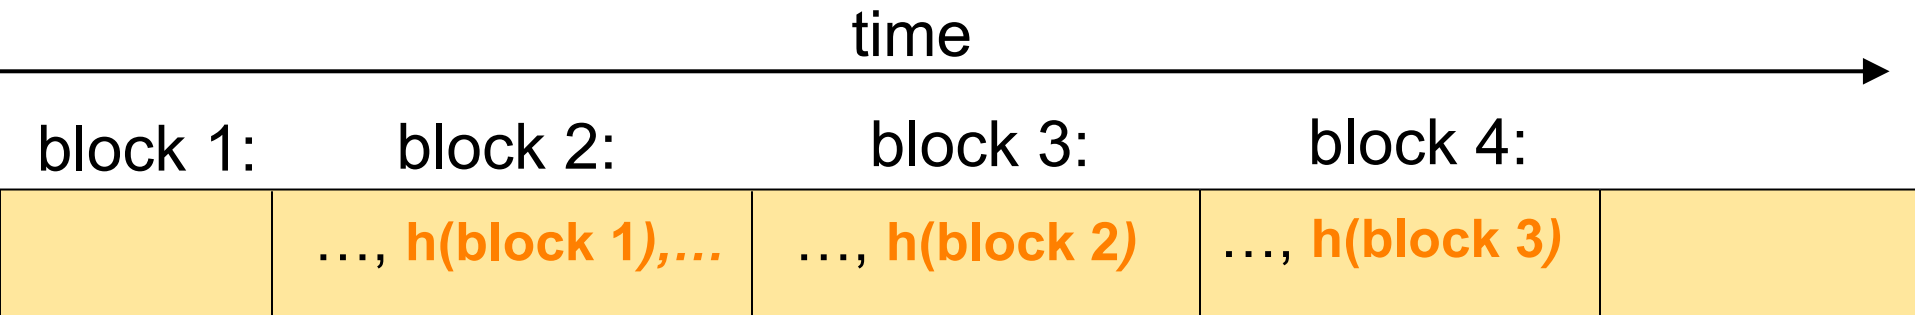 time
block 1: block 2: block 3: block 4:
…, h(block 1),… …, h(block 2) …, h(block 3)